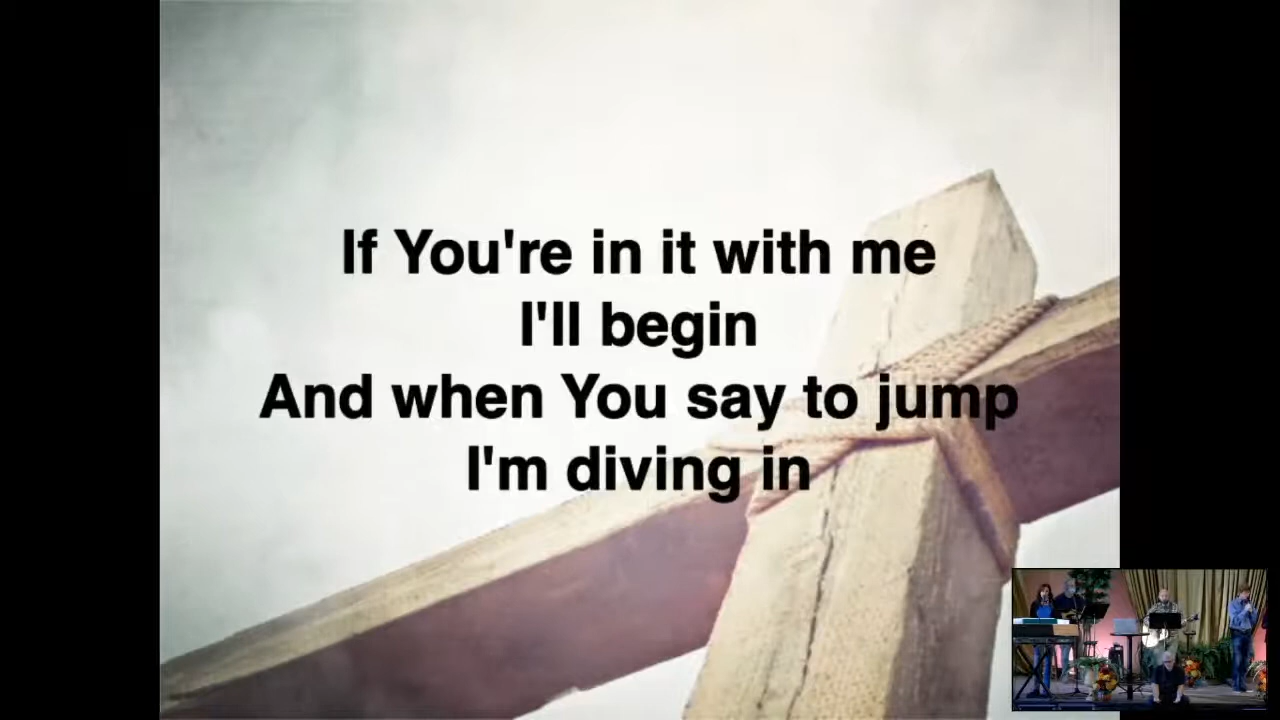 If You're in it with me
I'll begin
And when You say to jump
I'm diving in